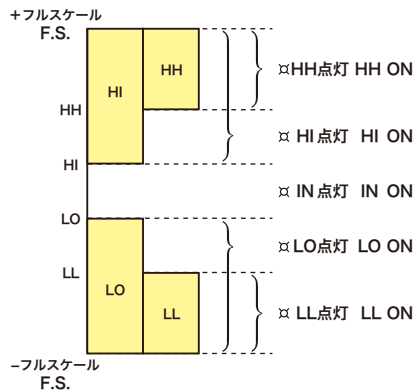 ＋フルスケール
F.S.
HH
HI
HH
¤HH点灯 HH ON
¤ HI点灯 HI ON
HI
¤ IN点灯 IN ON
LO
¤LO点灯 LO ON
LL
LO
LL
¤ LL点灯 LL ON
−フルスケール
F.S.